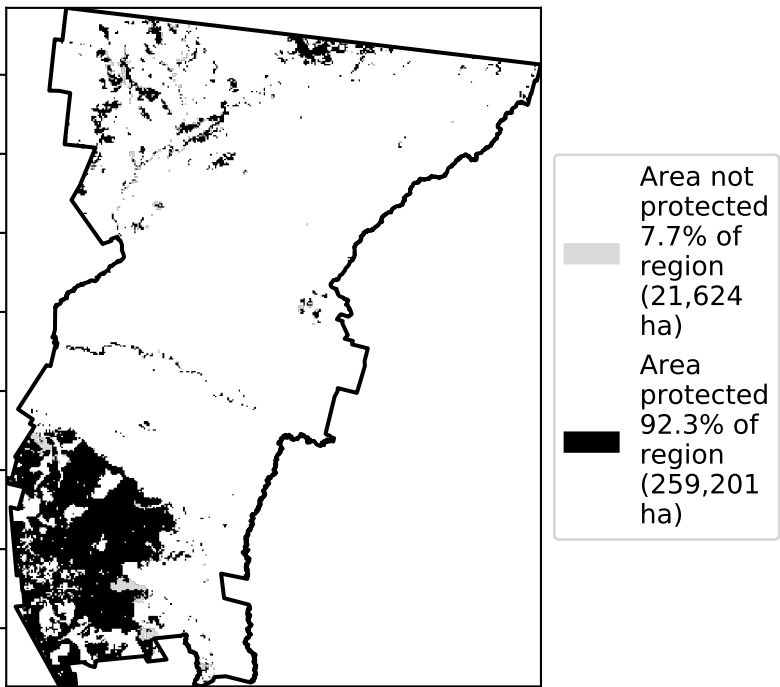 Area not
protected
7.7% of
region
(21,624
ha)
Area
protected
92.3% of
region
(259,201
ha)